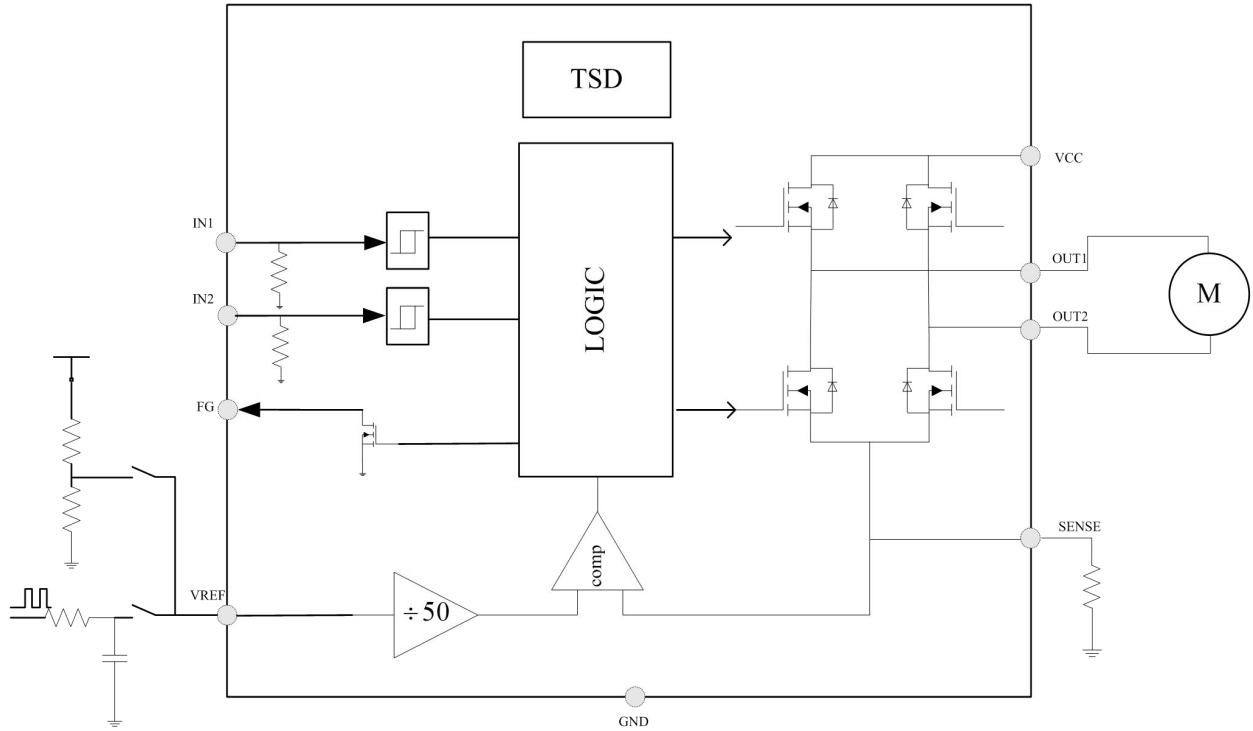 TSD
VCC
IN1
OUT1
IN2
LOGIC
M
OUT2
FG
SENSE
comp
VREF
÷50
GND